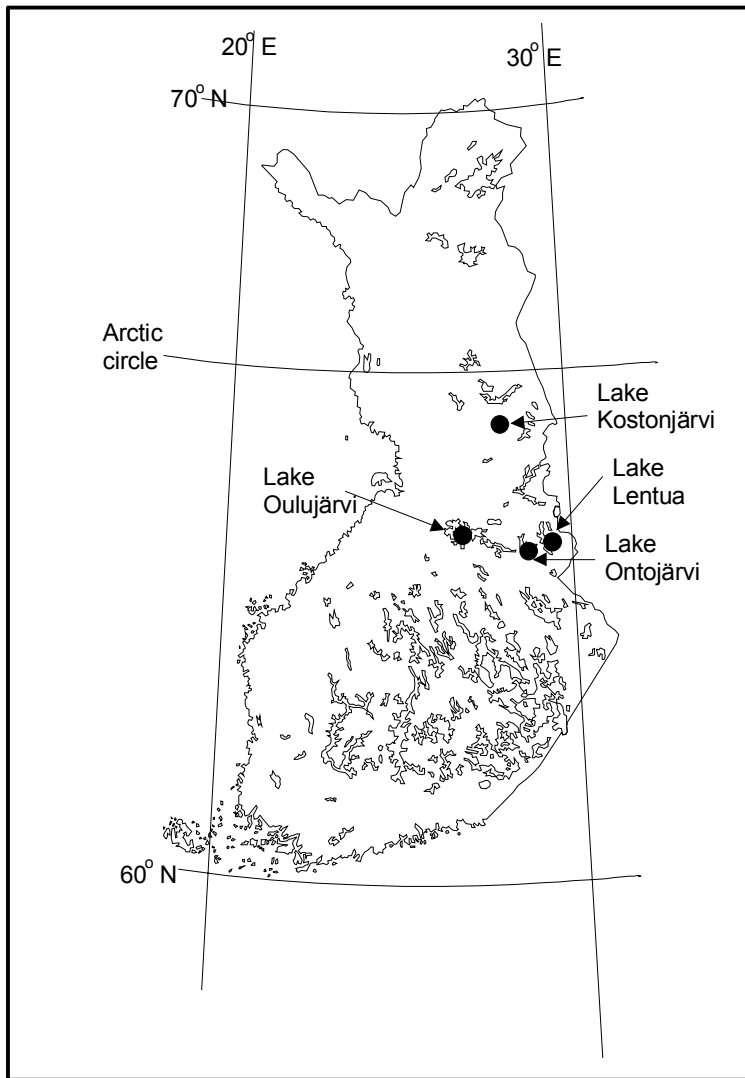 20° E
30° E
70° N
Arctic
circle
Lake
Kostonjärvi
Lake
Oulujärvi
Lake
Lentua
Lake
Ontojärvi
60° N